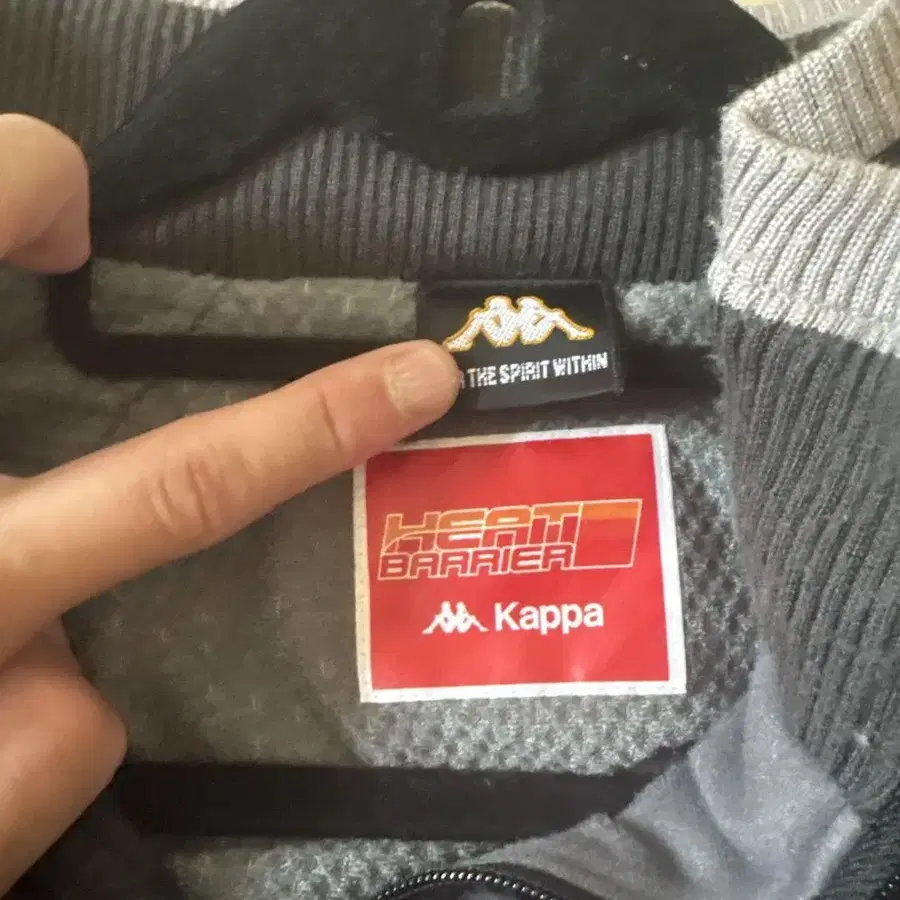 THE SPIRIT WITHIN
HEAT
BARRIER
Kappa